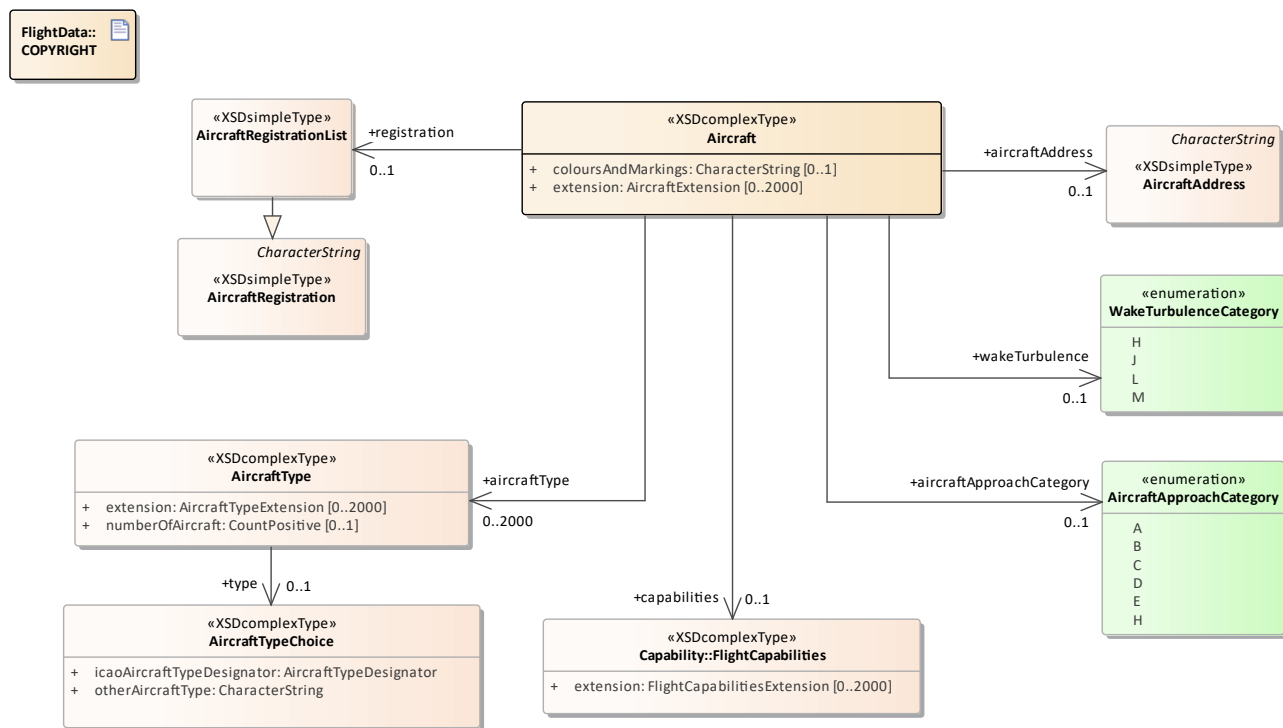 FlightData::
COPYRIGHT
«XSDsimpleType»
AircraftRegistrationList
+registration
0..1
«XSDcomplexType»
Aircraft
+ coloursAndMarkings: CharacterString [0..1]
+ extension: AircraftExtension [0..2000]
+aircraftAddress
0..1
CharacterString
«XSDsimpleType»
AircraftAddress
CharacterString
«XSDsimpleType»
AircraftRegistration
«enumeration»
WakeTurbulenceCategory
H
J
L
M
+wakeTurbulence
0..1
«XSDcomplexType»
AircraftType
+ extension: AircraftTypeExtension [0..2000]
+ numberOfAircraft: CountPositive [0..1]
+aircraftType
0..2000
+aircraftApproachCategory
0..1
«enumeration»
AircraftApproachCategory
A
B
C
D
E
H
+type
0..1
+capabilities
0..1
«XSDcomplexType»
AircraftTypeChoice
+ icaoAircraftTypeDesignator: AircraftTypeDesignator
+ otherAircraftType: CharacterString
«XSDcomplexType»
Capability::FlightCapabilities
+ extension: FlightCapabilitiesExtension [0..2000]